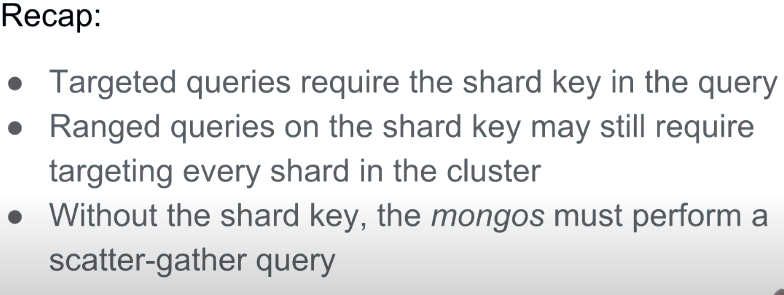 Recap:
● Targeted queries require the shard key in the query
● Ranged queries on the shard key may still require
targeting every shard in the cluster
● Without the shard key, the mongos must perform a
scatter-gather query